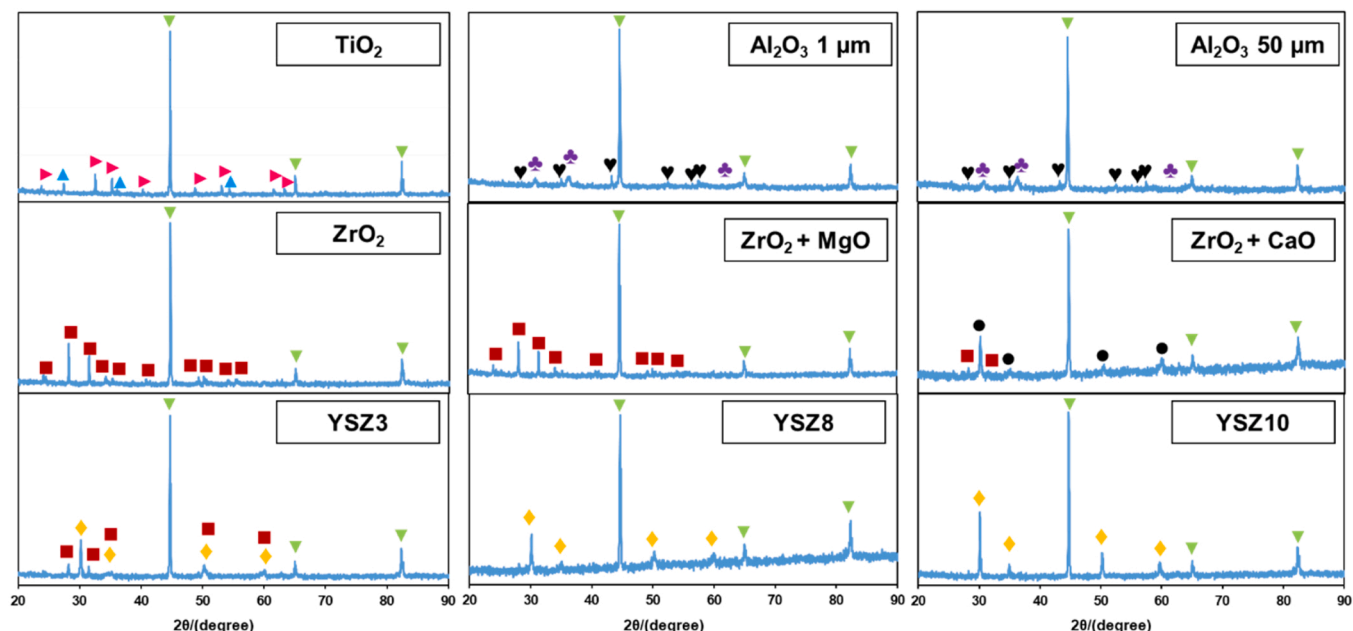 TiO₂
Al₂O₃ 1 μm
Al₂O₃ 50 μm
ZrO₂
ZrO₂ + MgO
ZrO₂ + CaO
YSZ3
YSZ8
YSZ10
20 30 40 50 60 70 80 90
20 30 40 50 60 70 80 90
20 30 40 50 60 70 80 90
2θ/(degree)
2θ/(degree)
2θ/(degree)